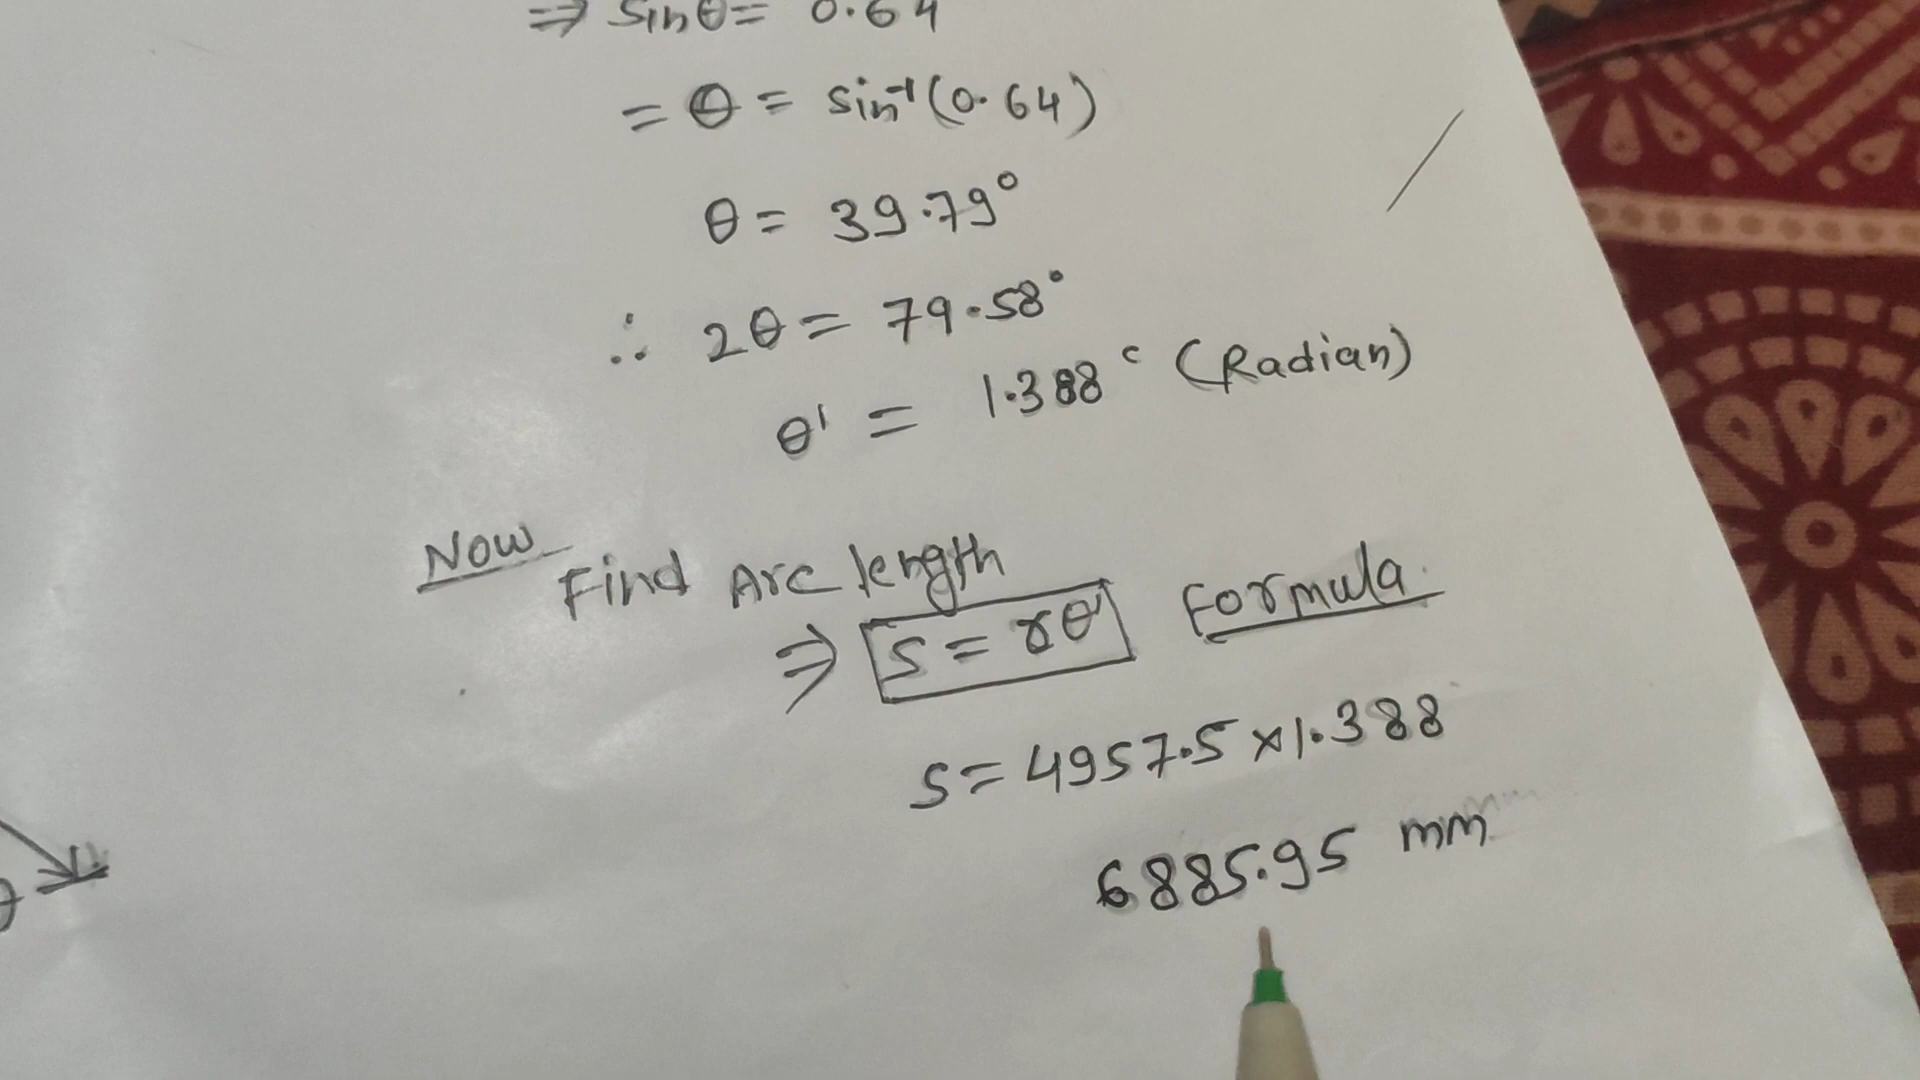 ⇒ sinθ= 0.64
= θ = sin⁻¹(0.64)
θ = 39.79°
∴ 2θ = 79.58°
θ' = 1.388ᶜ (Radian)
Now Find Arc length
⇒ S = rθ' Formula
S = 4957.5 × 1.388
6885.95 mm